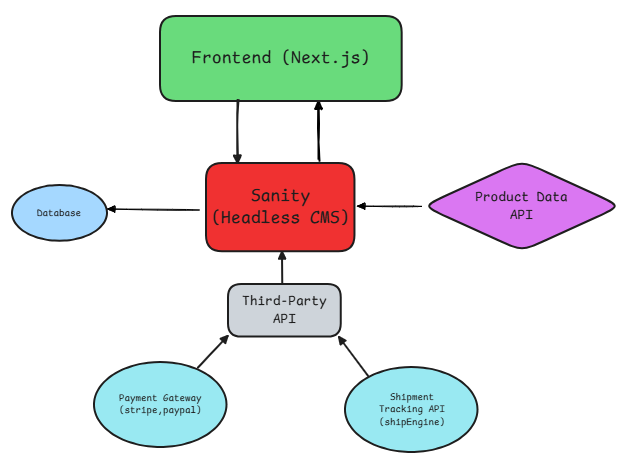 Frontend (Next.js)
Sanity
(Headless CMS)
Product Data
API
Database
Third-Party
API
Payment Gateway
(stripe,paypal)
Shipment
Tracking API
(shipEngine)